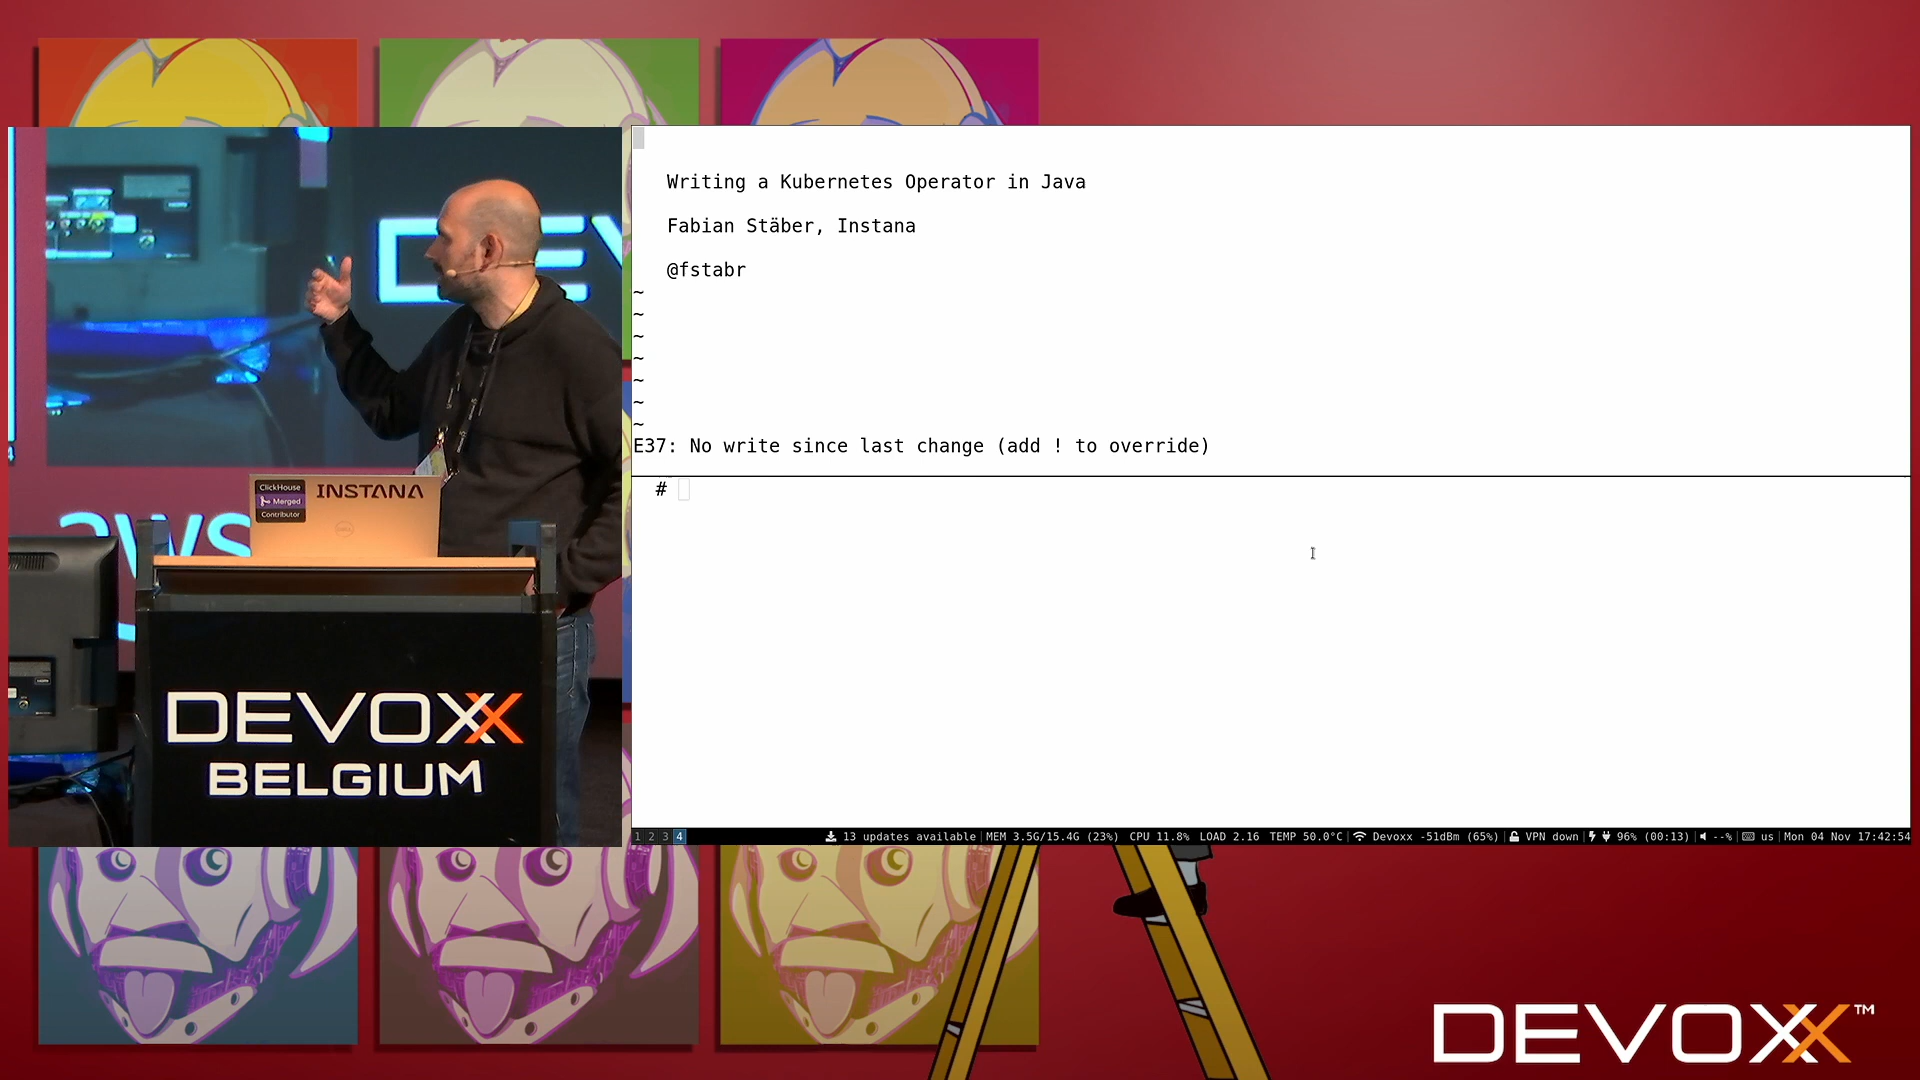 Writing a Kubernetes Operator in Java
Fabian Stäber, Instana
@fstabr
~
~
~
~
~
~
~
E37: No write since last change (add ! to override)
#
1 2 3 4
13 updates available | MEM 3.5G/15.4G (23%) CPU 11.8% LOAD 2.16 TEMP 50.0°C | Devoxx -51dBm (65%) | VPN down | 96% (00:13) | --% | us | Mon 04 Nov 17:42:54
DEV
aws
ClickHouse
Merged
Contributor
INSTANA
DELL
DEVOXX
BELGIUM
DEVOXX™